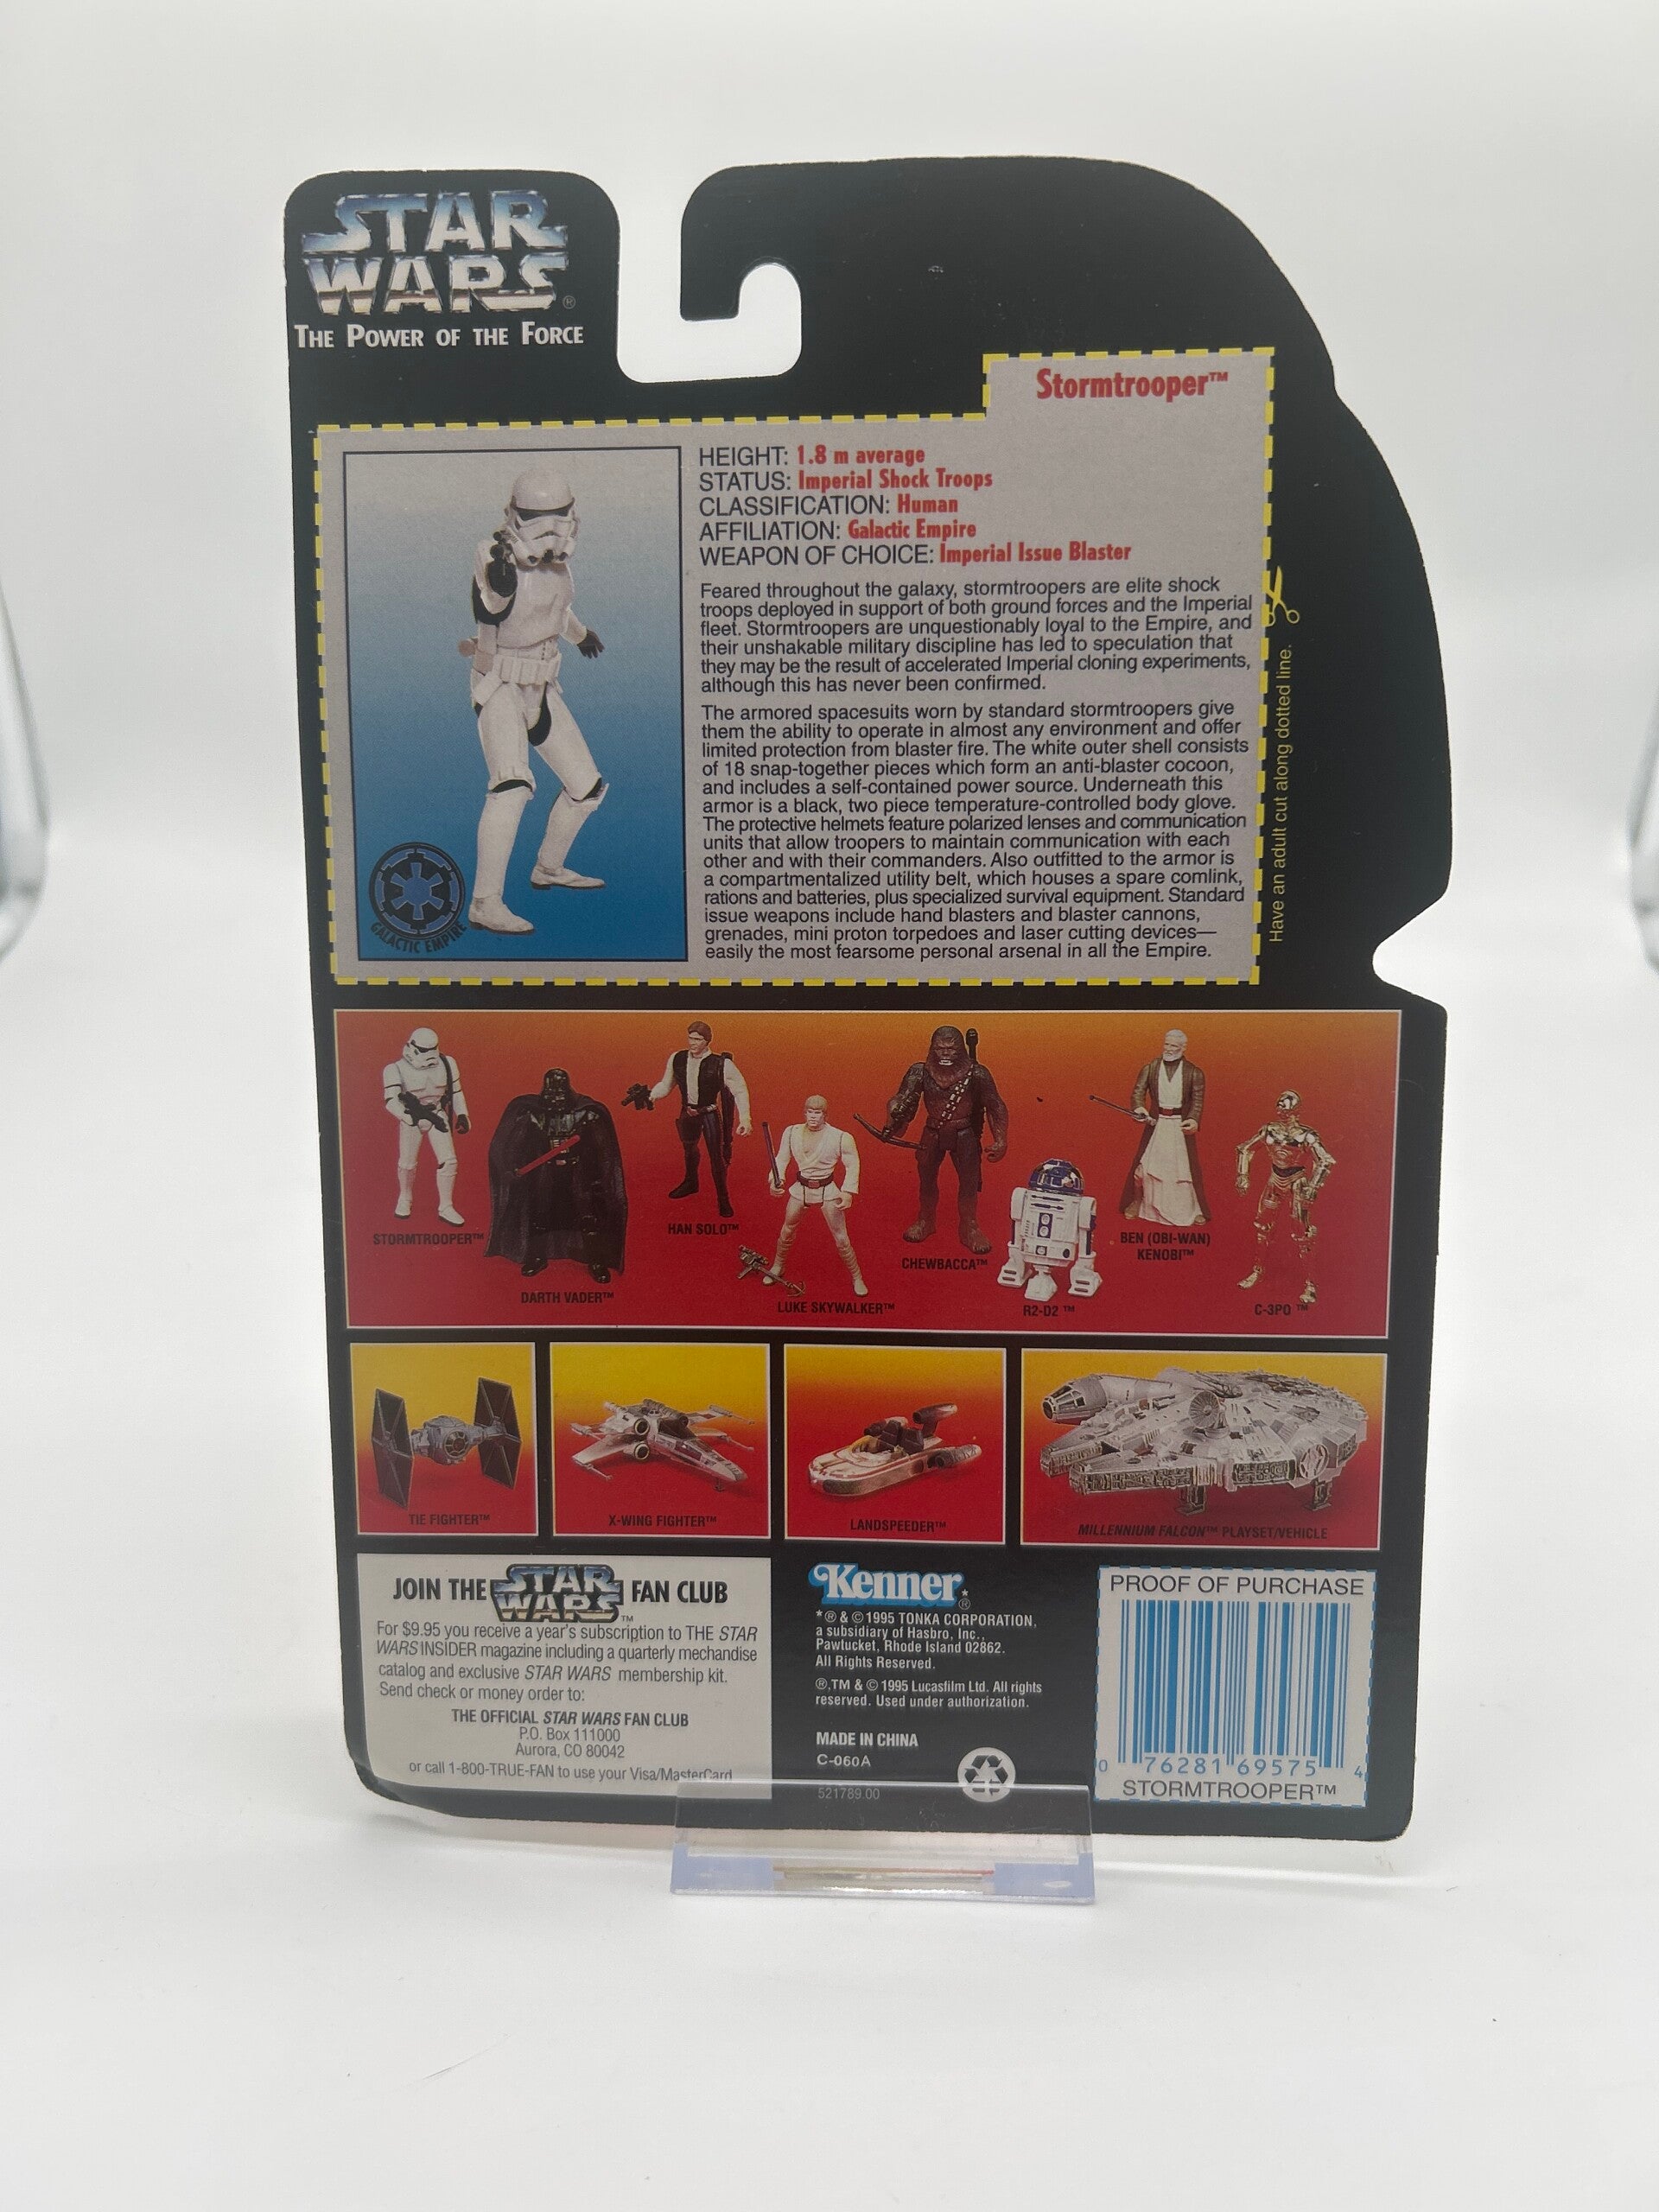 STAR
WARS®
THE POWER OF THE FORCE
Stormtrooper™
HEIGHT: 1.8 m average
STATUS: Imperial Shock Troops
CLASSIFICATION: Human
AFFILIATION: Galactic Empire
WEAPON OF CHOICE: Imperial Issue Blaster
Feared throughout the galaxy, stormtroopers are elite shock
troops deployed in support of both ground forces and the Imperial
fleet. Stormtroopers are unquestionably loyal to the Empire, and
their unshakable military discipline has led to speculation that
they may be the result of accelerated Imperial cloning experiments,
although this has never been confirmed.
The armored spacesuits worn by standard stormtroopers give
them the ability to operate in almost any environment and offer
limited protection from blaster fire. The white outer shell consists
of 18 snap-together pieces which form an anti-blaster cocoon,
and includes a self-contained power source. Underneath this
armor is a black, two piece temperature-controlled body glove.
The protective helmets feature polarized lenses and communication
units that allow troopers to maintain communication with each
other and with their commanders. Also outfitted to the armor is
a compartmentalized utility belt, which houses a spare comlink,
rations and batteries, plus specialized survival equipment. Standard
issue weapons include hand blasters and blaster cannons,
grenades, mini proton torpedoes and laser cutting devices—
easily the most fearsome personal arsenal in all the Empire.
GALACTIC EMPIRE
Have an adult cut along dotted line.
STORMTROOPER™
DARTH VADER™
HAN SOLO™
LUKE SKYWALKER™
CHEWBACCA™
R2-D2 ™
BEN (OBI-WAN)
KENOBI™
C-3PO ™
TIE FIGHTER™
X-WING FIGHTER™
LANDSPEEDER™
MILLENNIUM FALCON™ PLAYSET/VEHICLE
JOIN THE STAR WARS™ FAN CLUB
For $9.95 you receive a year's subscription to THE STAR
WARS INSIDER magazine including a quarterly mechandise
catalog and exclusive STAR WARS membership kit.
Send check or money order to:
THE OFFICIAL STAR WARS FAN CLUB
P.O. Box 111000
Aurora, CO 80042
or call 1-800-TRUE-FAN to use your Visa/MasterCard
Kenner®*
*® & © 1995 TONKA CORPORATION,
a subsidiary of Hasbro, Inc.,
Pawtucket, Rhode Island 02862.
All Rights Reserved.
®,TM & © 1995 Lucasfilm Ltd. All rights
reserved. Used under authorization.
MADE IN CHINA
C-060A
521789.00
PROOF OF PURCHASE
0 76281 69575 4
STORMTROOPER™